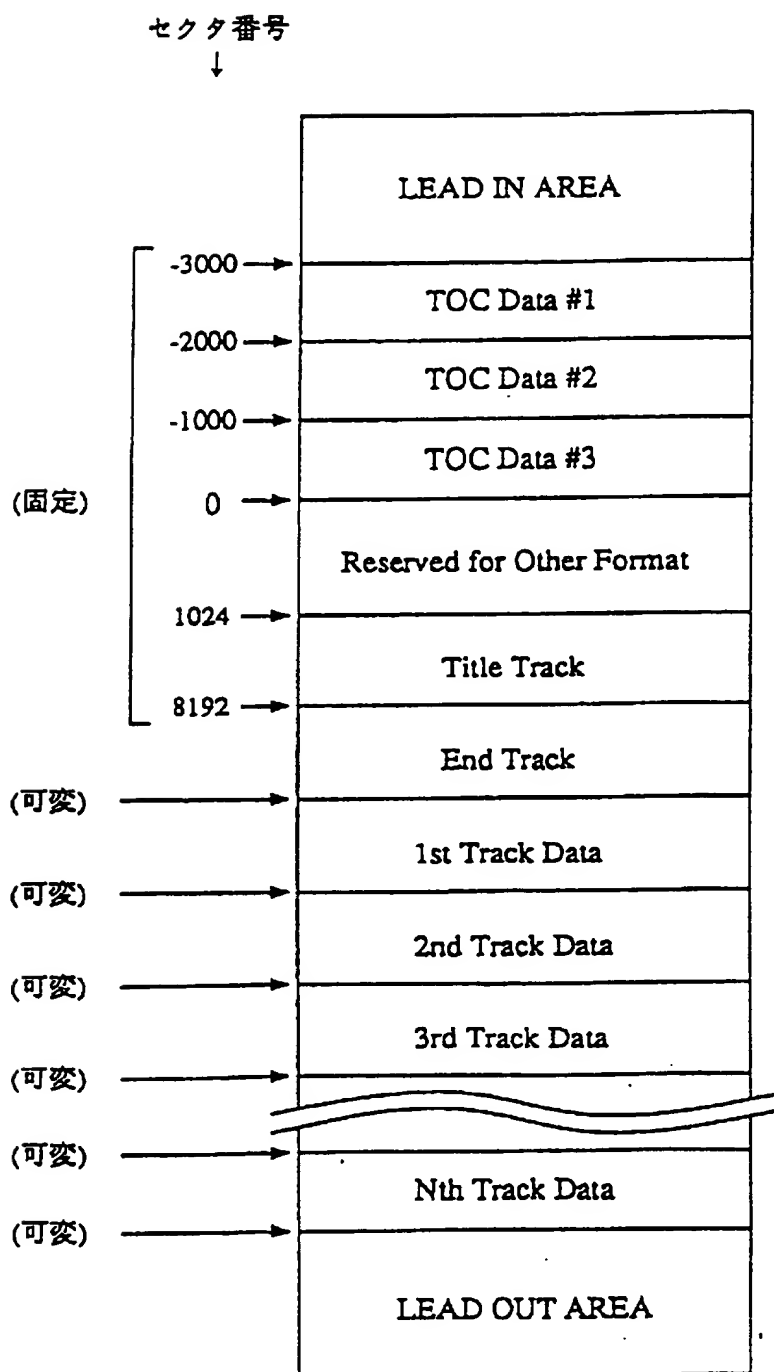 セクタ番号
↓
LEAD IN AREA
-3000
TOC Data #1
-2000
TOC Data #2
-1000
TOC Data #3
(固定)
0
Reserved for Other Format
1024
Title Track
8192
End Track
(可変)
1st Track Data
(可変)
2nd Track Data
(可変)
3rd Track Data
(可変)
(可変)
Nth Track Data
(可変)
LEAD OUT AREA